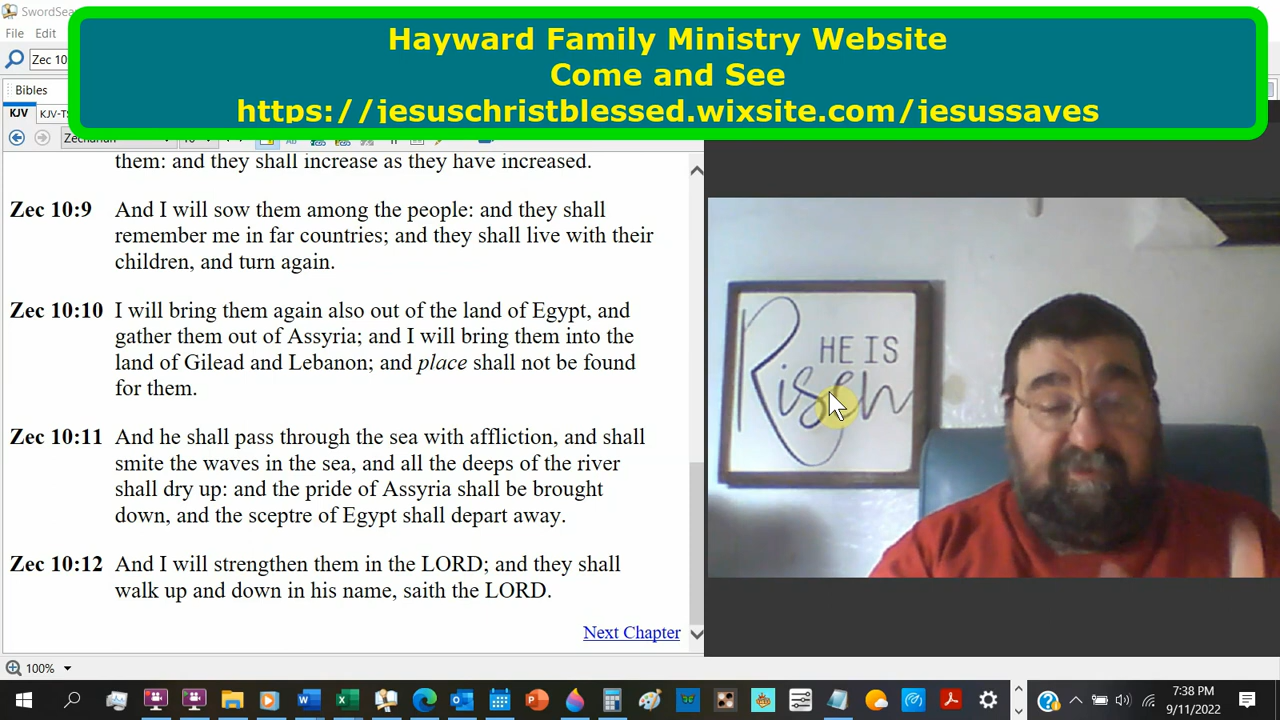 SwordSear
Hayward Family Ministry Website
Come and See
https://jesuschristblessed.wixsite.com/jesussaves
File Edit
Zec 10
Bibles
KJV KJV-TS
Zechariah
them: and they shall increase as they have increased.
Zec 10:9 And I will sow them among the people: and they shall
remember me in far countries; and they shall live with their
children, and turn again.
Zec 10:10 I will bring them again also out of the land of Egypt, and
gather them out of Assyria; and I will bring them into the
land of Gilead and Lebanon; and place shall not be found
for them.
Zec 10:11 And he shall pass through the sea with affliction, and shall
smite the waves in the sea, and all the deeps of the river
shall dry up: and the pride of Assyria shall be brought
down, and the sceptre of Egypt shall depart away.
Zec 10:12 And I will strengthen them in the LORD; and they shall
walk up and down in his name, saith the LORD.
Next Chapter
HE IS
Risen
100%
7:38 PM
9/11/2022